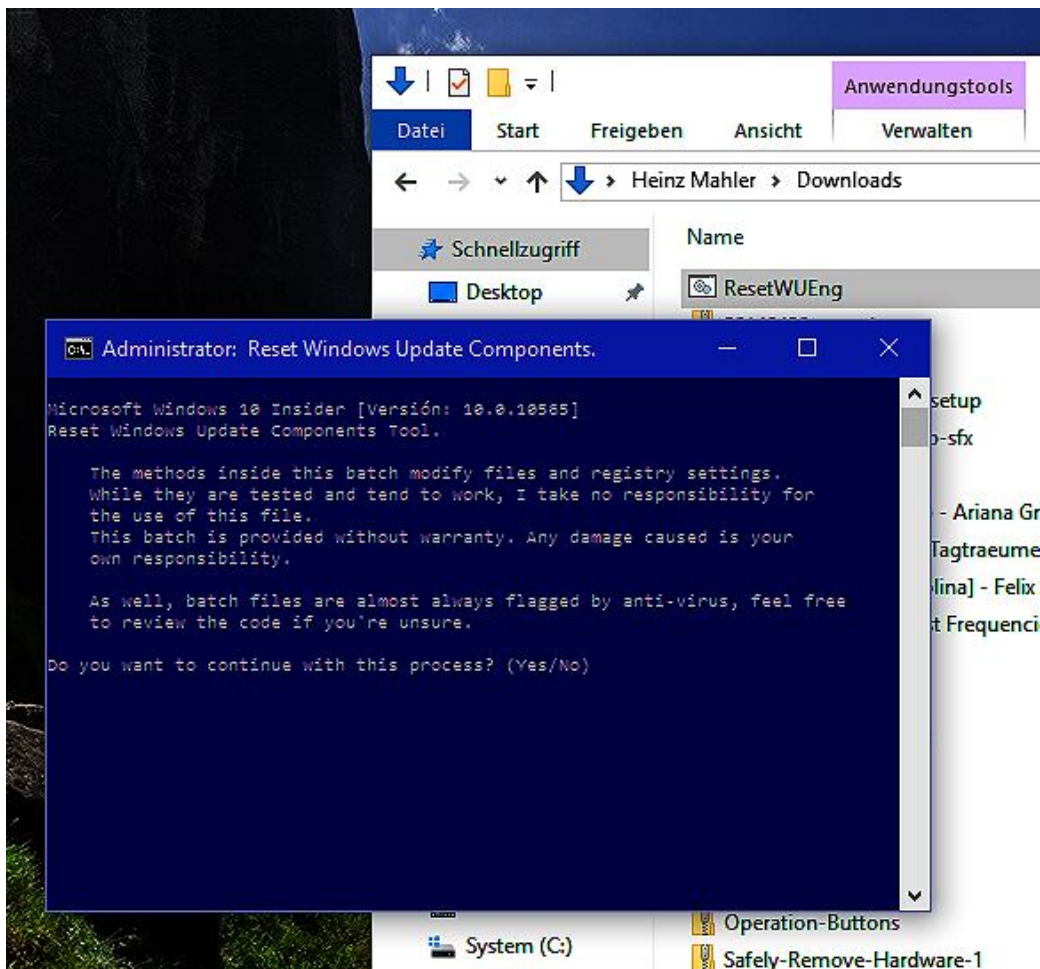 Anwendungstools
Datei Start Freigeben Ansicht Verwalten
Heinz Mahler > Downloads
Name
Schnellzugriff
ResetWUEng
Desktop
Administrator: Reset Windows Update Components.
Microsoft Windows 10 Insider [Versión: 10.0.10565]
Reset Windows Update Components Tool.
The methods inside this batch modify files and registry settings.
While they are tested and tend to work, I take no responsibility for
the use of this file.
This batch is provided without warranty. Any damage caused is your
own responsibility.
As well, batch files are almost always flagged by anti-virus, feel free
to review the code if you're unsure.
Do you want to continue with this process? (Yes/No)
setup
-sfx
- Ariana Gr
Tagtraeume
lina] - Felix
st Frequenci
Operation-Buttons
System (C:)
Safely-Remove-Hardware-1